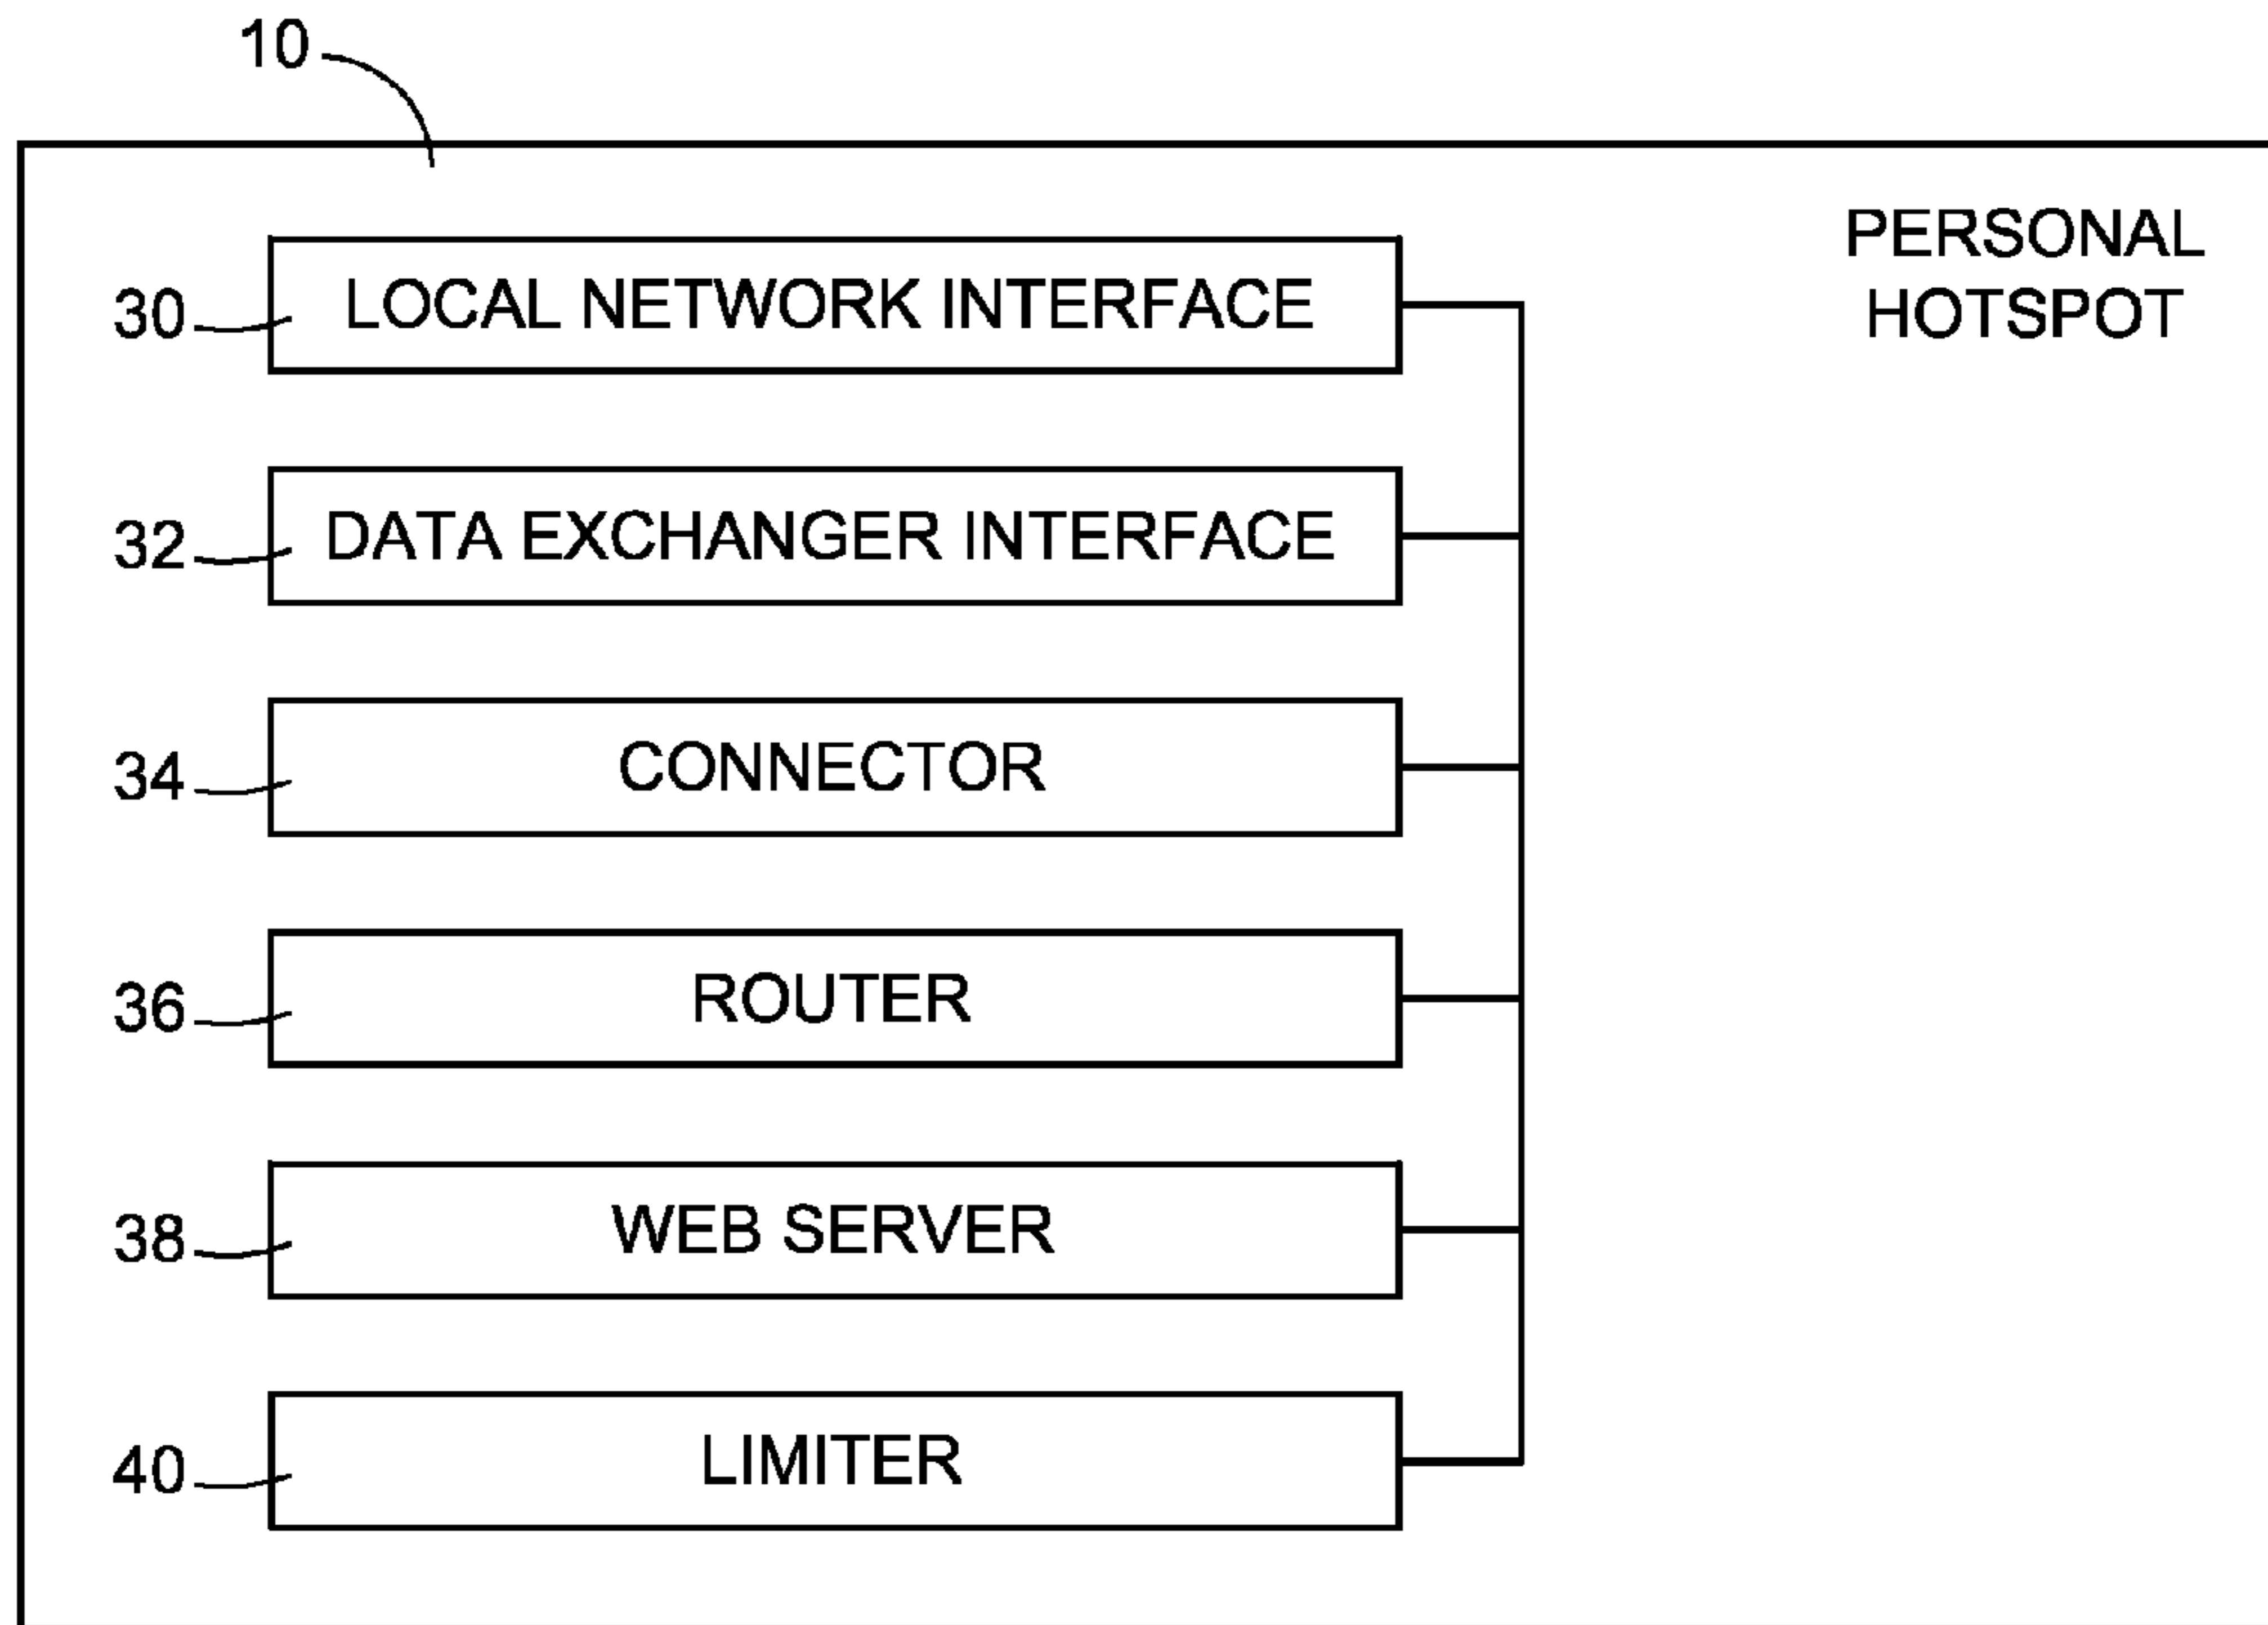 10
PERSONAL
HOTSPOT
30 LOCAL NETWORK INTERFACE
32 DATA EXCHANGER INTERFACE
34 CONNECTOR
36 ROUTER
38 WEB SERVER
40 LIMITER